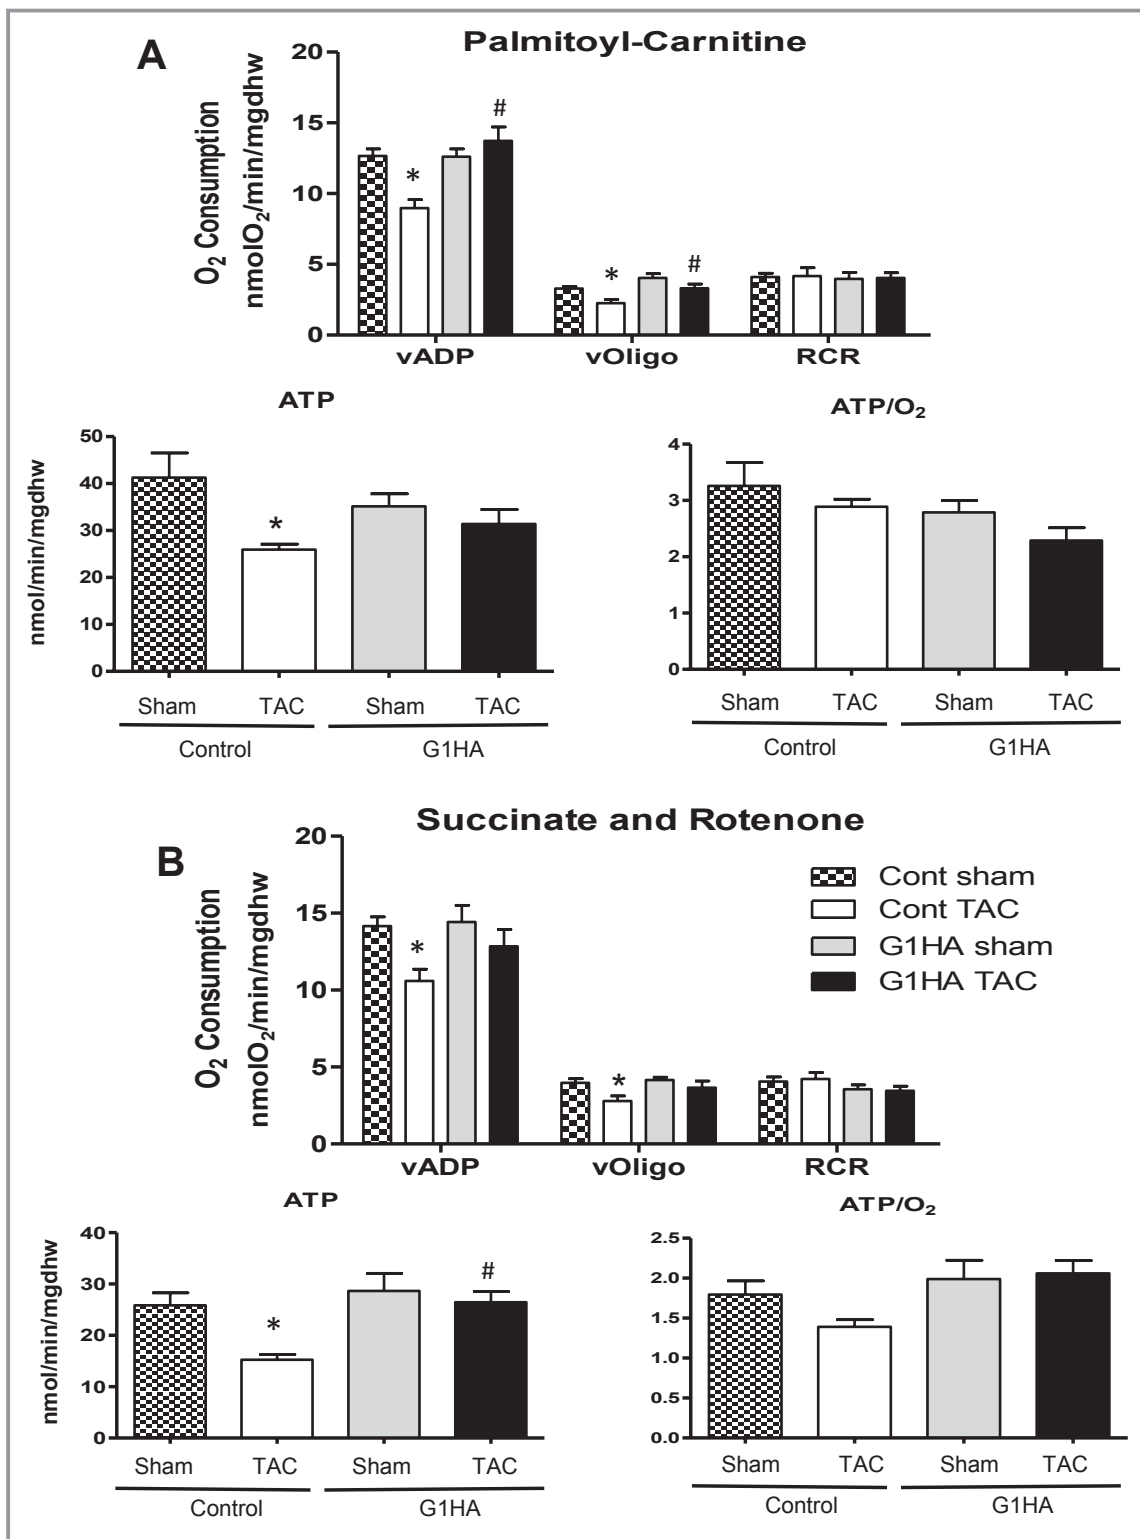 A
Palmitoyl-Carnitine
O₂ Consumption
nmolO₂/min/mgdhw
20
15
10
5
0
*
#
*
#
vADP
vOligo
RCR
ATP
nmol/min/mgdhw
50
40
30
20
10
0
*
Sham
TAC
Sham
TAC
Control
G1HA
ATP/O₂
4
3
2
1
0
Sham
TAC
Sham
TAC
Control
G1HA
B
Succinate and Rotenone
O₂ Consumption
nmolO₂/min/mgdhw
20
15
10
5
0
*
*
vADP
vOligo
RCR
Cont sham
Cont TAC
G1HA sham
G1HA TAC
ATP
nmol/min/mgdhw
40
30
20
10
0
*
#
Sham
TAC
Sham
TAC
Control
G1HA
ATP/O₂
2.5
2.0
1.5
1.0
0.5
0.0
Sham
TAC
Sham
TAC
Control
G1HA